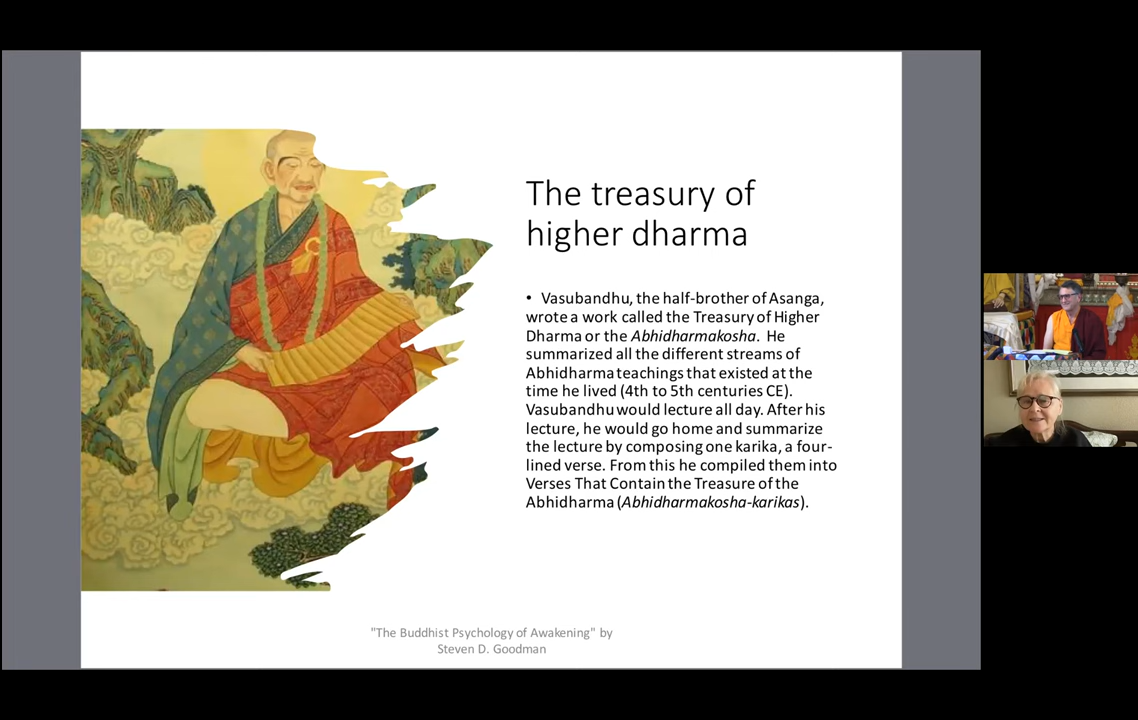 The treasury of
higher dharma
• Vasubandhu, the half-brother of Asanga,
wrote a work called the Treasury of Higher
Dharma or the Abhidharmakosha. He
summarized all the different streams of
Abhidharma teachings that existed at the
time he lived (4th to 5th centuries CE).
Vasubandhu would lecture all day. After his
lecture, he would go home and summarize
the lecture by composing one karika, a four-
lined verse. From this he compiled them into
Verses That Contain the Treasure of the
Abhidharma (Abhidharmakosha-karikas).
"The Buddhist Psychology of Awakening" by
Steven D. Goodman